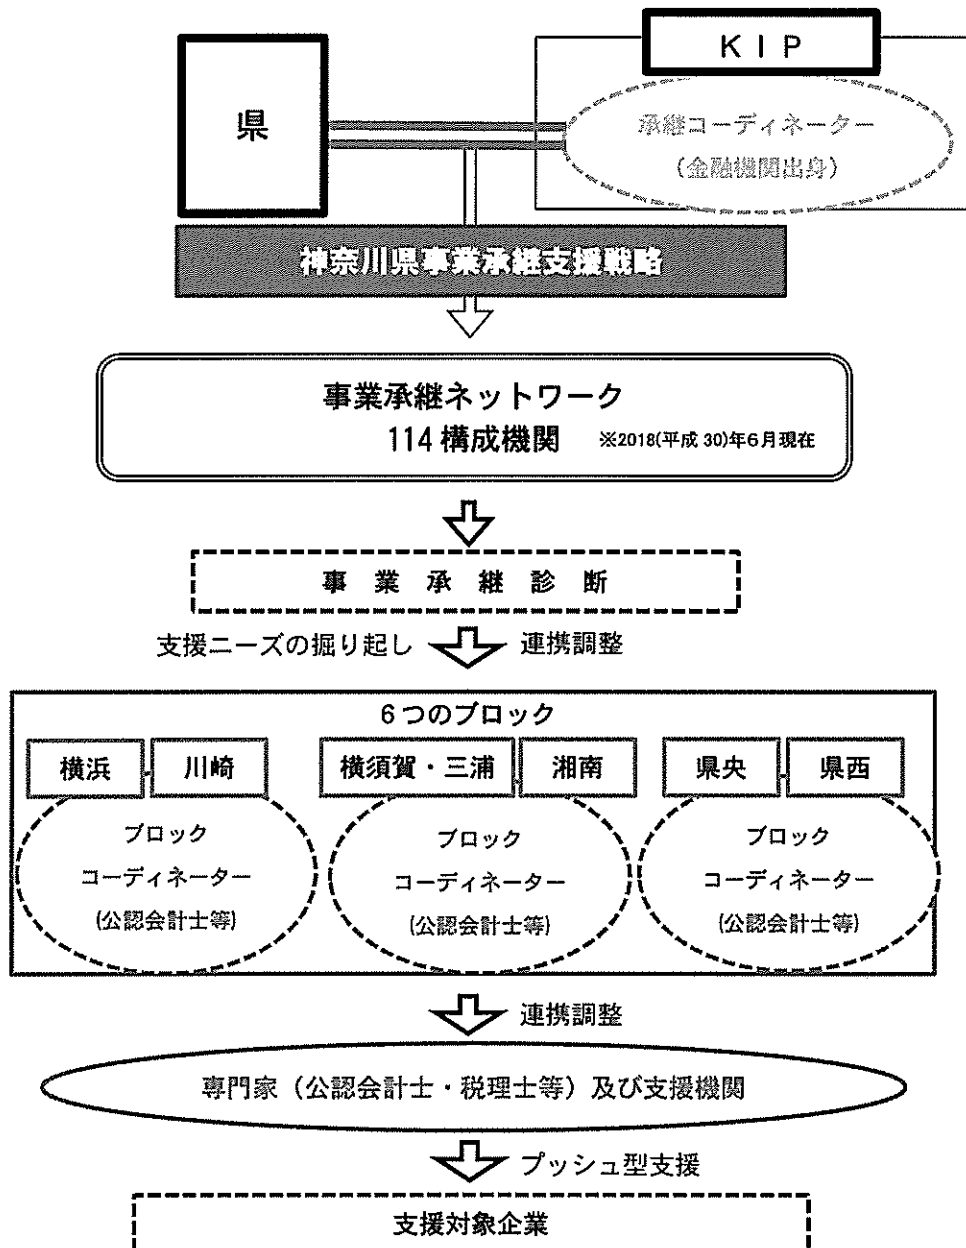 KIP
県
承継コーディネーター
(金融機関出身)
神奈川県事業承継支援戦略
事業承継ネットワーク
114構成機関 ※2018(平成30)年6月現在
事業承継診断
支援ニーズの掘り起し 連携調整
6つのブロック
横浜 川崎 横須賀・三浦 湘南 県央 県西
ブロック
コーディネーター
(公認会計士等)
ブロック
コーディネーター
(公認会計士等)
ブロック
コーディネーター
(公認会計士等)
連携調整
専門家(公認会計士・税理士等)及び支援機関
プッシュ型支援
支援対象企業